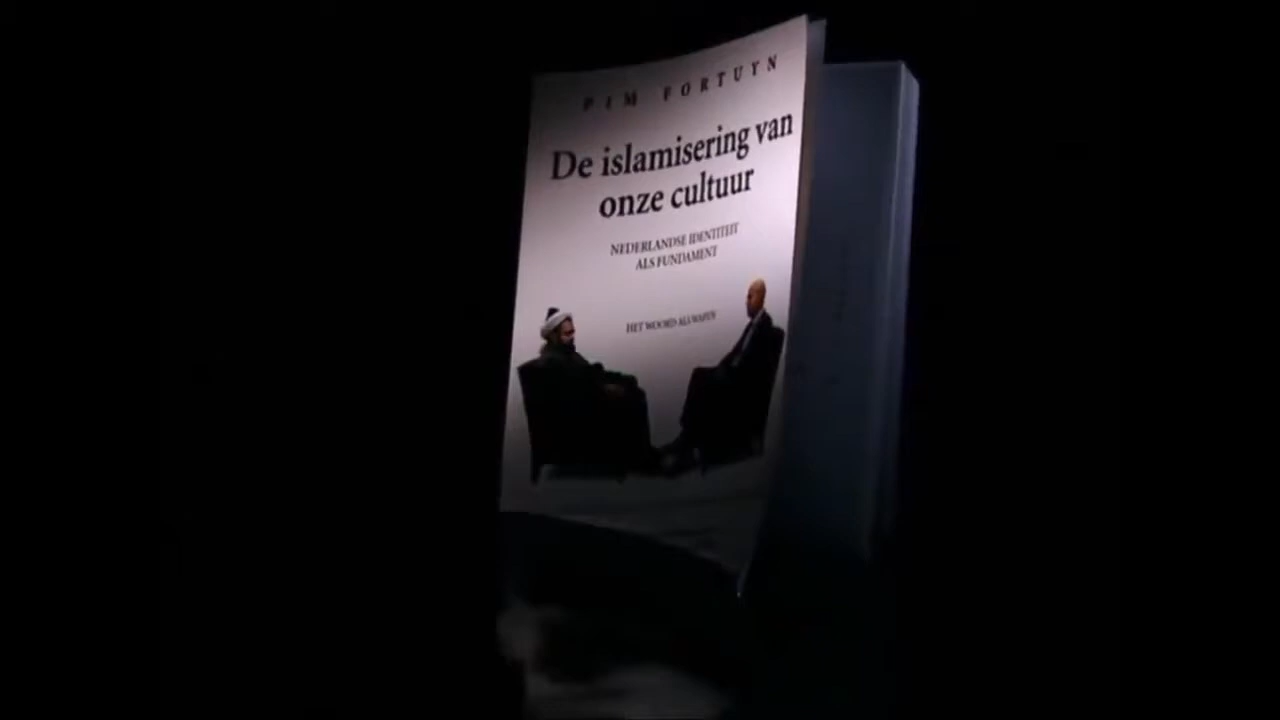 PIM FORTUYN
De islamisering van
onze cultuur
NEDERLANDSE IDENTITEIT
ALS FUNDAMENT
HET WOORD ALS WAPEN